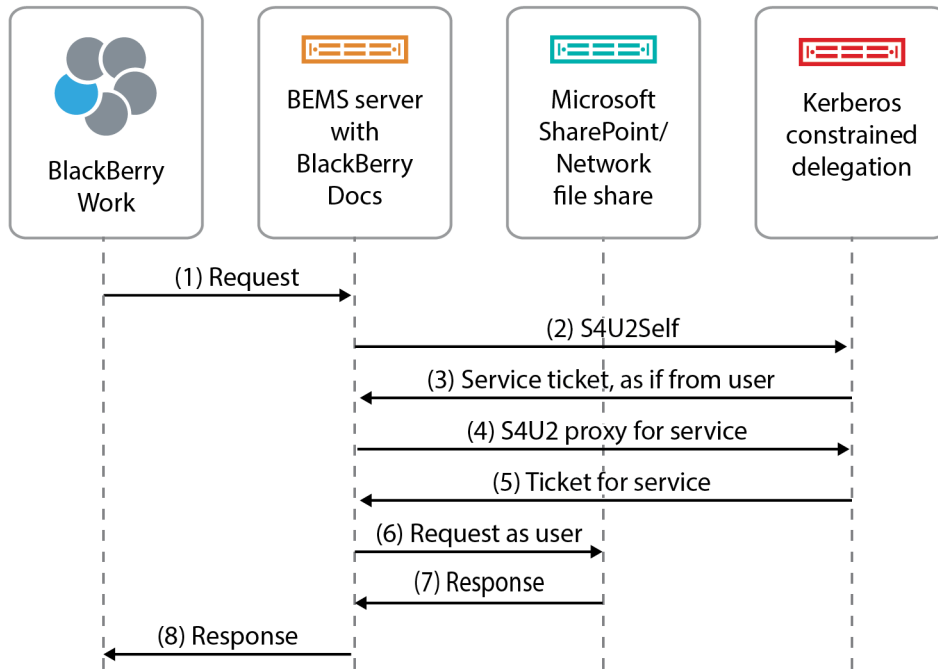 BlackBerry
Work
BEMS server
with
BlackBerry
Docs
Microsoft
SharePoint/
Network
file share
Kerberos
constrained
delegation
(1) Request
(2) S4U2Self
(3) Service ticket, as if from user
(4) S4U2 proxy for service
(5) Ticket for service
(6) Request as user
(7) Response
(8) Response